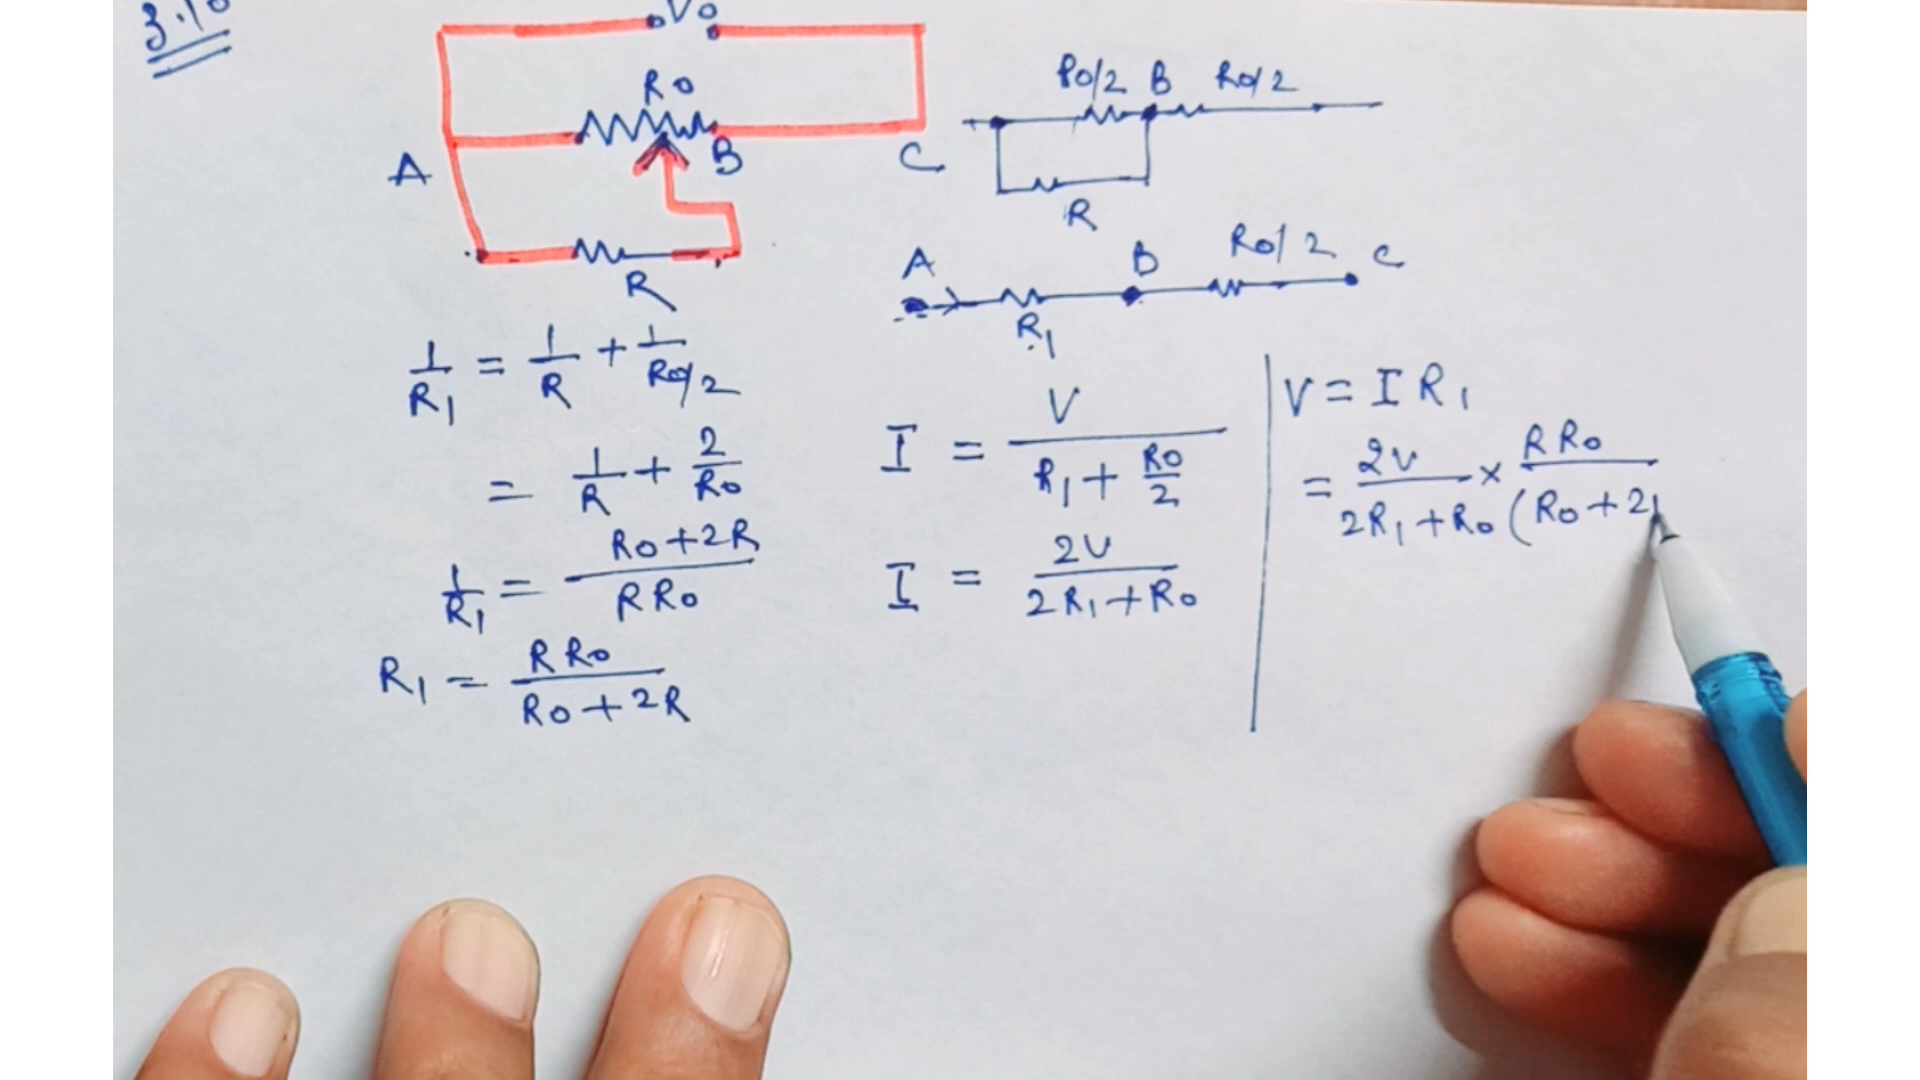 3.10
V0
R0
A
B
C
R
R0/2 B R0/2
R
A B R0/2 C
R1
1/R1 = 1/R + 1/R0/2
= 1/R + 2/R0
1/R1 = R0+2R/RR0
R1 = RR0/R0+2R
I = V/R1 + R0/2
I = 2V/2R1+R0
V = I R1
= 2V/2R1+R0 × RR0/(R0+2